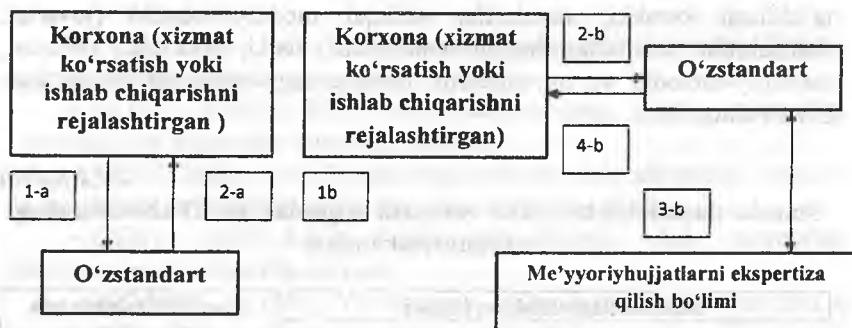 Korxona (xizmat
ko‘rsatish yoki
ishlab chiqarishni
rejalashtirgan )
1-a
2-a
O‘zstandart
Korxona (xizmat
ko‘rsatish yoki
ishlab chiqarishni
rejalashtirgan)
1b
2-b
O‘zstandart
4-b
3-b
Me’yyoriyhujjatlarni ekspertiza
qilish bo‘limi